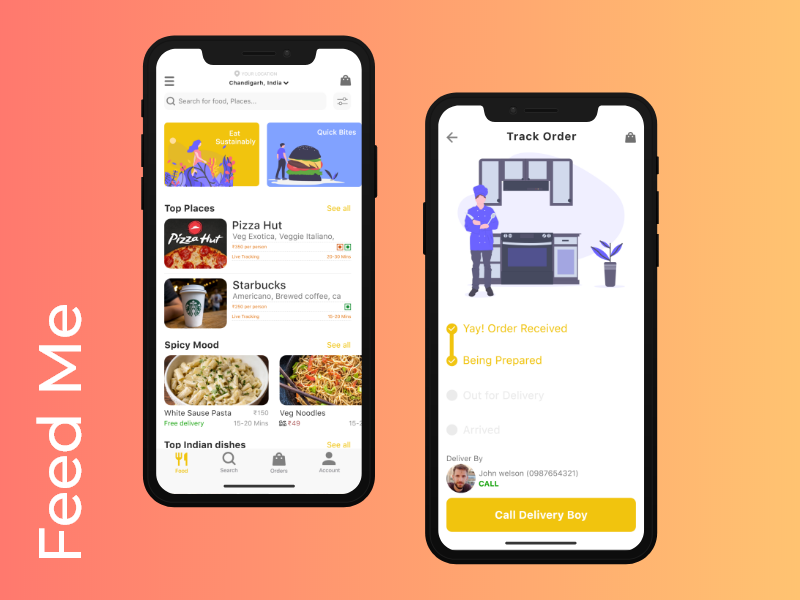 Feed Me
YOUR LOCATION
Chandigarh, India
Search for food, Places...
Eat
Sustainably
Quick Bites
Top Places
See all
Pizza Hut
Pizza Hut
Veg Exotica, Veggie Italiano,
₹350 per person
Live Tracking
20-30 Mins
Starbucks
Americano, Brewed coffee, ca
Live Tracking
15-20 Mins
Spicy Mood
See all
White Sause Pasta
₹150
Free delivery
15-20 Mins
Veg Noodles
₹49
15-2
Top Indian dishes
See all
Feed
Search
Orders
Account
Track Order
Yay! Order Received
Being Prepared
Out for Delivery
Arrived
Deliver By
John welson (0987654321)
CALL
Call Delivery Boy